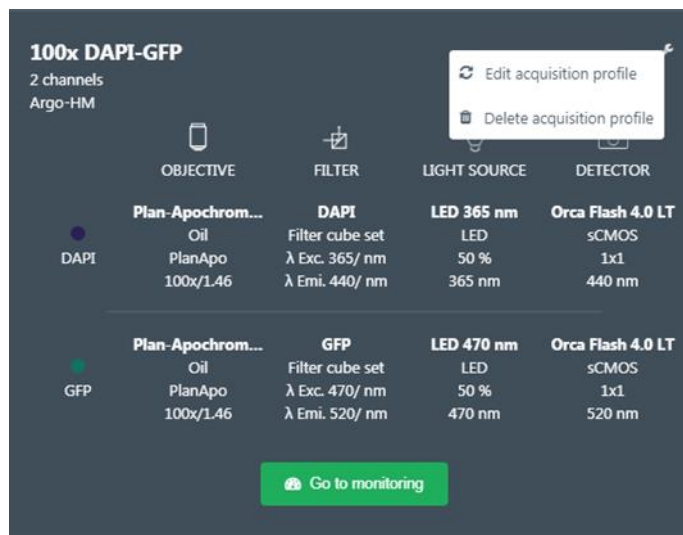 100x DAPI-GFP
2 channels
Argo-HM
Edit acquisition profile
Delete acquisition profile
OBJECTIVE FILTER LIGHT SOURCE DETECTOR
Plan-Apochrom... DAPI LED 365 nm Orca Flash 4.0 LT
Oil Filter cube set LED sCMOS
DAPI PlanApo λ Exc. 365/ nm 50 % 1x1
100x/1.46 λ Emi. 440/ nm 365 nm 440 nm
Plan-Apochrom... GFP LED 470 nm Orca Flash 4.0 LT
Oil Filter cube set LED sCMOS
GFP PlanApo λ Exc. 470/ nm 50 % 1x1
100x/1.46 λ Emi. 520/ nm 470 nm 520 nm
Go to monitoring